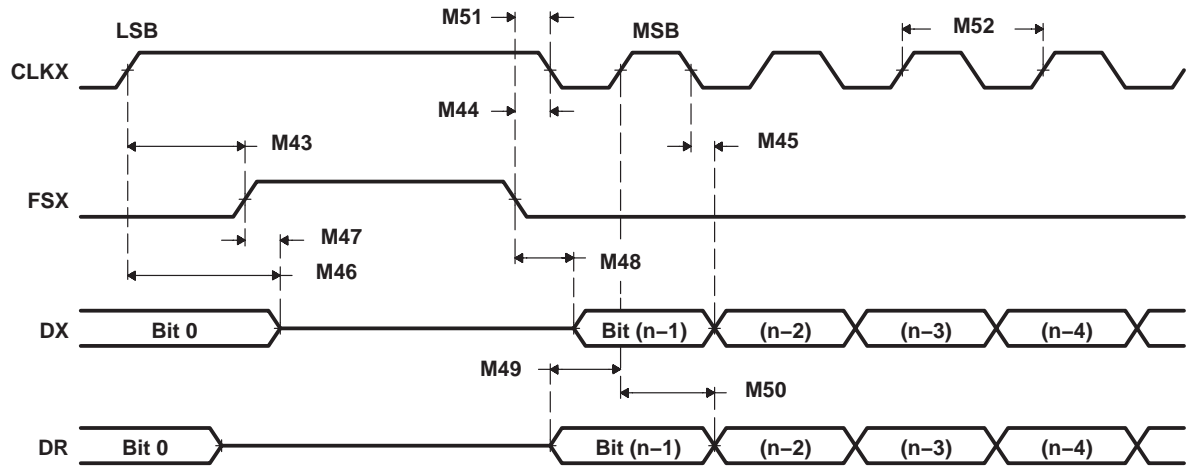 M51
LSB
MSB
M52
CLKX
M44
M43
M45
FSX
M47
M48
M46
DX
Bit 0
Bit (n−1)
(n−2)
(n−3)
(n−4)
M49
M50
DR
Bit 0
Bit (n−1)
(n−2)
(n−3)
(n−4)